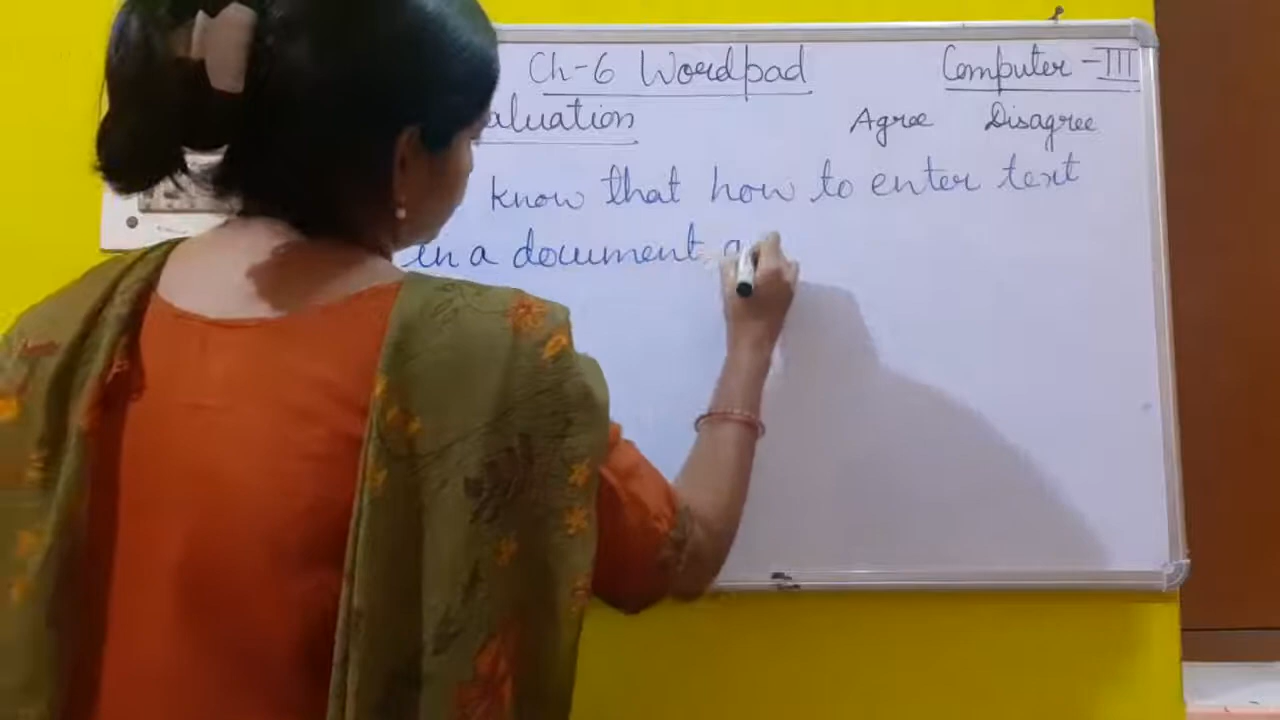 Ch-6 Wordpad Computer - III
aluation Agree Disagree
know that how to enter text
in a document a